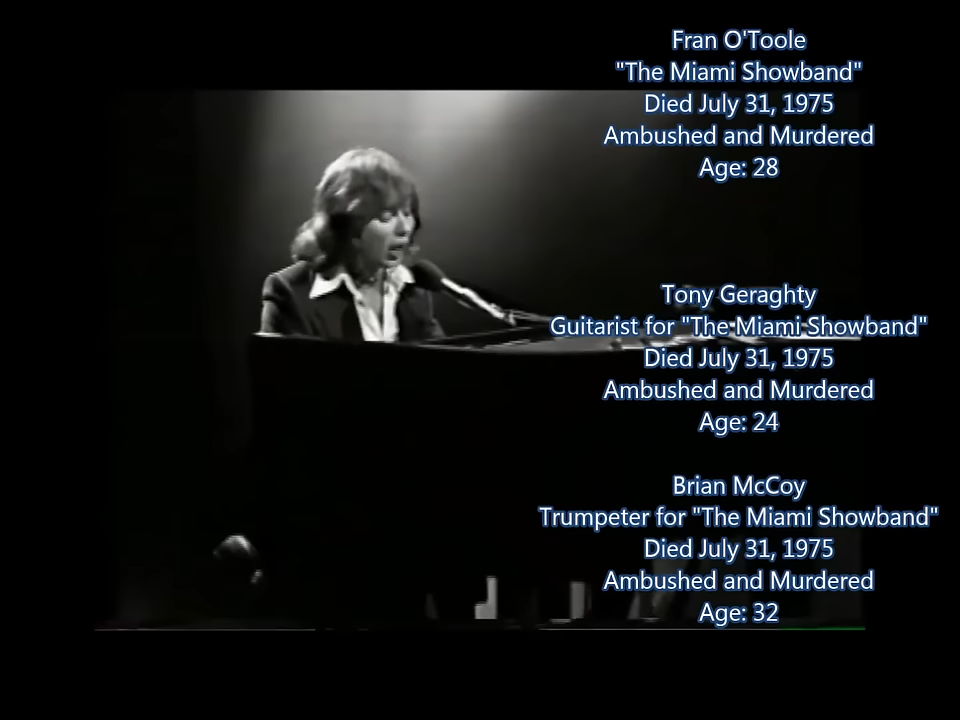 Fran O'Toole
"The Miami Showband"
Died July 31, 1975
Ambushed and Murdered
Age: 28
Tony Geraghty
Guitarist for "The Miami Showband"
Died July 31, 1975
Ambushed and Murdered
Age: 24
Brian McCoy
Trumpeter for "The Miami Showband"
Died July 31, 1975
Ambushed and Murdered
Age: 32